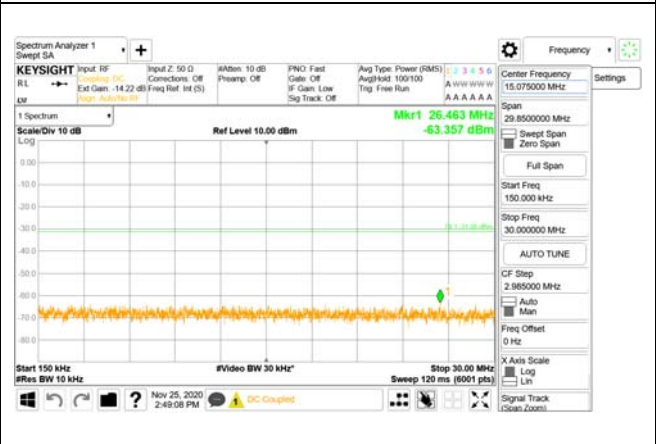 Spectrum Analyzer 1
Swept SA
Frequency
KEYSIGHT Input: RF
RL
Coupling: DC
Ext Gain: -14.22 dB
Align: Auto/No RF
Input Z: 50 Ω
Corrections: Off
Freq Ref: Int (S)
#Atten: 10 dB
Preamp: Off
PNO: Fast
Gate: Off
IF Gain: Low
Sig Track: Off
Avg Type: Power (RMS)
Avg|Hold: 100/100
Trig: Free Run
1 2 3 4 5 6
A W W W W W
A A A A A A
1 Spectrum
Scale/Div 10 dB
Log
Ref Level 10.00 dBm
Mkr1 26.463 MHz
-63.357 dBm
0.00
-10.0
-20.0
-30.0
-40.0
-50.0
-60.0
-70.0
-80.0
1
Start 150 kHz
#Res BW 10 kHz
#Video BW 30 kHz*
Stop 30.00 MHz
Sweep 120 ms (6001 pts)
Nov 25, 2020
2:49:08 PM
DC Coupled
Center Frequency
15.075000 MHz
Settings
Span
29.8500000 MHz
Swept Span
Zero Span
Full Span
Start Freq
150.000 kHz
Stop Freq
30.000000 MHz
AUTO TUNE
CF Step
2.985000 MHz
Auto
Man
Freq Offset
0 Hz
X Axis Scale
Log
Lin
Signal Track
(Span Zoom)